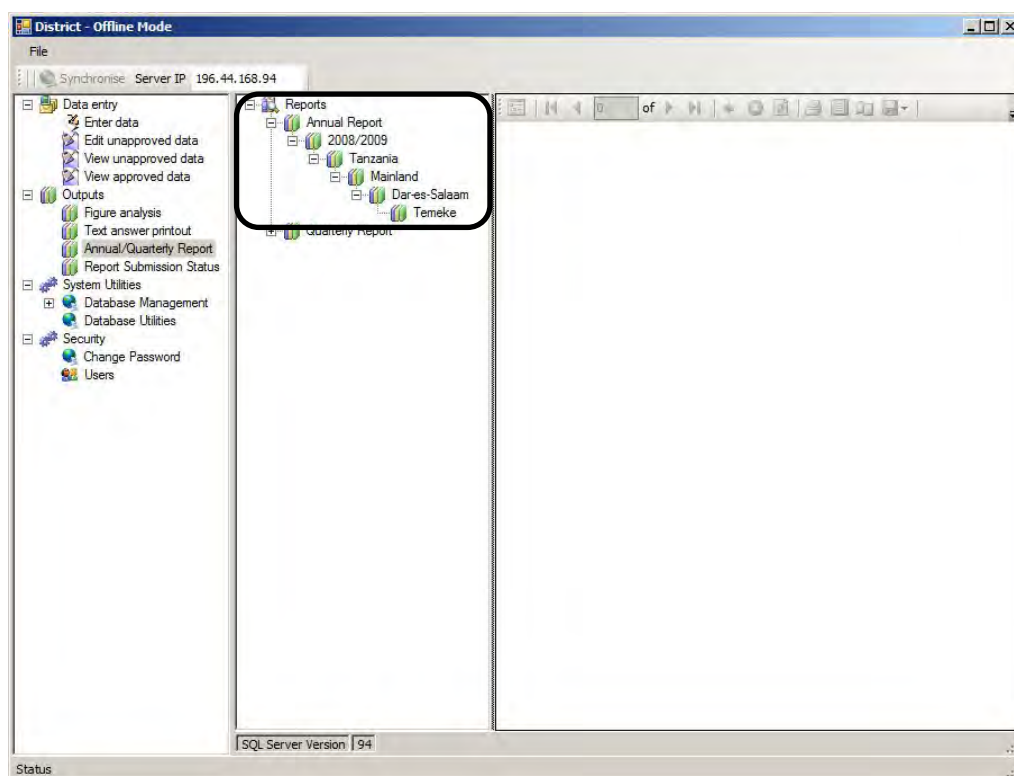 District - Offline Mode
File
Synchronise Server IP 196.44.168.94
Data entry
Enter data
Edit unapproved data
View unapproved data
View approved data
Outputs
Figure analysis
Text answer printout
Annual/Quarterly Report
Report Submission Status
System Utilities
Database Management
Database Utilities
Security
Change Password
Users
Reports
Annual Report
2008/2009
Tanzania
Mainland
Dar-es-Salaam
Temeke
Quarterly Report
0 of
SQL Server Version 94
Status